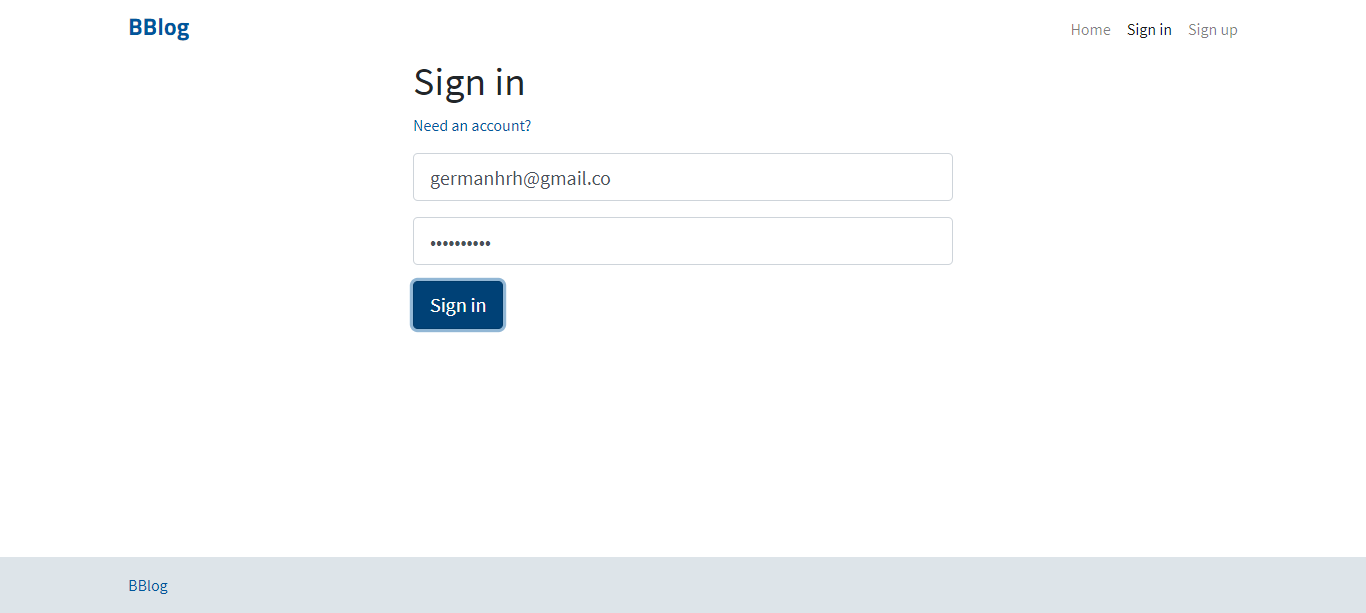 BBlog
Home Sign in Sign up
Sign in
Need an account?
germanhrh@gmail.co
••••••••••
Sign in
BBlog